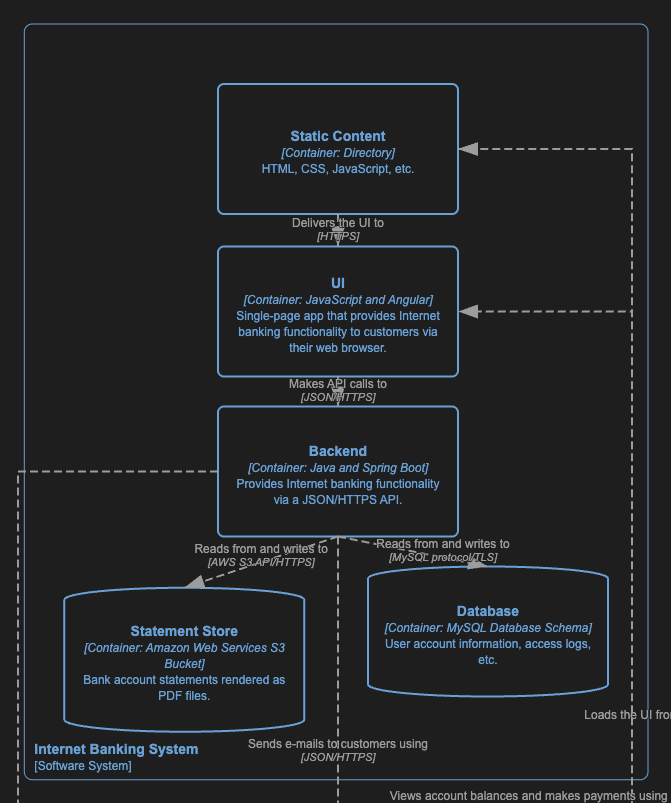 Static Content
[Container: Directory]
HTML, CSS, JavaScript, etc.
Delivers the UI to
[HTTPS]
UI
[Container: JavaScript and Angular]
Single-page app that provides Internet
banking functionality to customers via
their web browser.
Makes API calls to
[JSON/HTTPS]
Backend
[Container: Java and Spring Boot]
Provides Internet banking functionality
via a JSON/HTTPS API.
Reads from and writes to
[AWS S3 API/HTTPS]
Reads from and writes to
[MySQL protocol/TLS]
Statement Store
[Container: Amazon Web Services S3
Bucket]
Bank account statements rendered as
PDF files.
Database
[Container: MySQL Database Schema]
User account information, access logs,
etc.
Loads the UI from
Internet Banking System
[Software System]
Sends e-mails to customers using
[JSON/HTTPS]
Views account balances and makes payments using